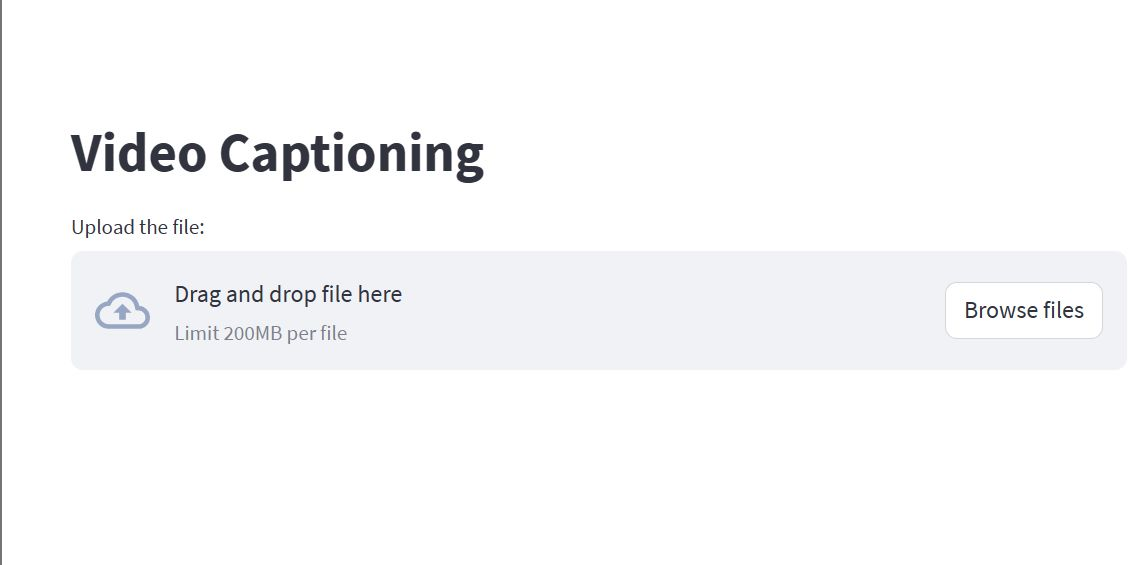 Video Captioning
Upload the file:
Drag and drop file here
Limit 200MB per file
Browse files